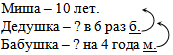 Миша – 10 лет.
Дедушка – ? в 6 раз б.
Бабушка – ? на 4 года м.